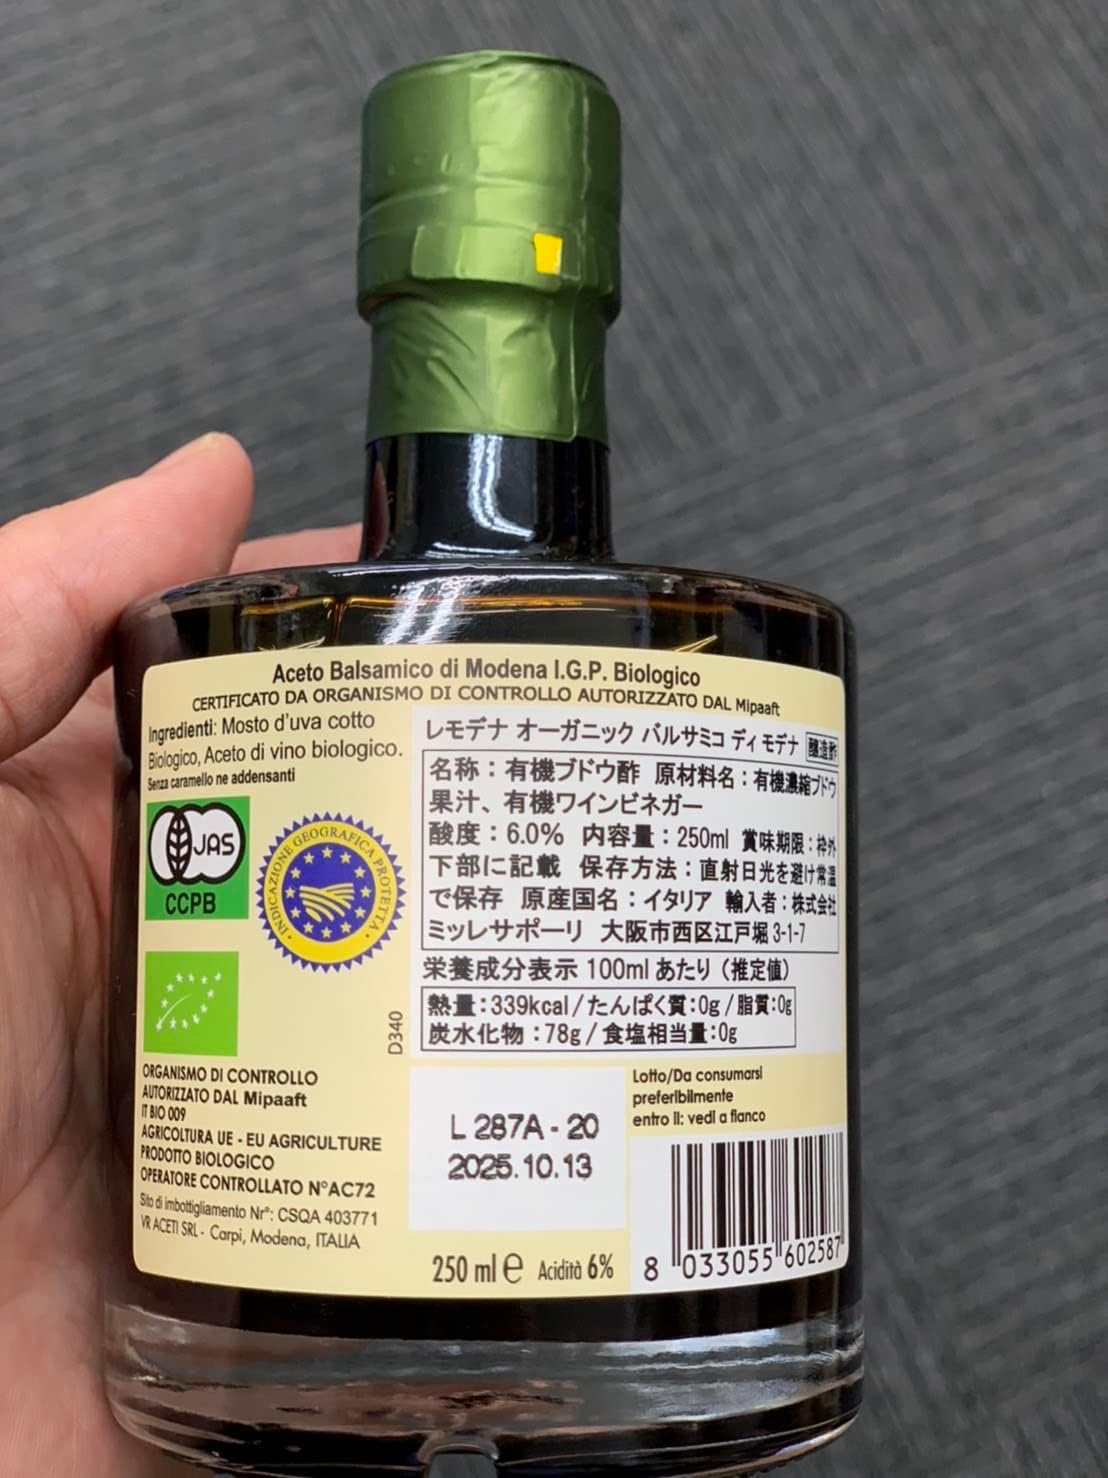 Aceto Balsamico di Modena I.G.P. Biologico
CERTIFICATO DA ORGANISMO DI CONTROLLO AUTORIZZATO DAL Mipaaft
Ingredienti: Mosto d'uva cotto
Biologico, Aceto di vino biologico.
Senza caramello ne addensanti
JAS
CCPB
INDICAZIONE GEOGRAFICA PROTETTA
レモデナ オーガニック バルサミコ ディ モデナ 醸造酢
名称：有機ブドウ酢 原材料名：有機濃縮ブドウ
果汁、有機ワインビネガー
酸度：6.0% 内容量：250ml 賞味期限：枠外
下部に記載 保存方法：直射日光を避け常温
で保存 原産国名：イタリア 輸入者：株式会社
ミッレサポーリ 大阪市西区江戸堀3-1-7
栄養成分表示 100mlあたり（推定値）
熱量：339kcal/たんぱく質：0g/脂質：0g
炭水化物：78g/食塩相当量：0g
D340
ORGANISMO DI CONTROLLO
AUTORIZZATO DAL Mipaaft
IT BIO 009
AGRICOLTURA UE - EU AGRICULTURE
PRODOTTO BIOLOGICO
OPERATORE CONTROLLATO N°AC72
Sito di imbottigliamento Nr°: CSQA 403771
VR ACETI SRL - Carpi, Modena, ITALIA
L 287A - 20
2025.10.13
Lotto/Da consumarsi
preferibilmente
entro il: vedi a fianco
250 ml e Acidità 6%
8 033055 602587